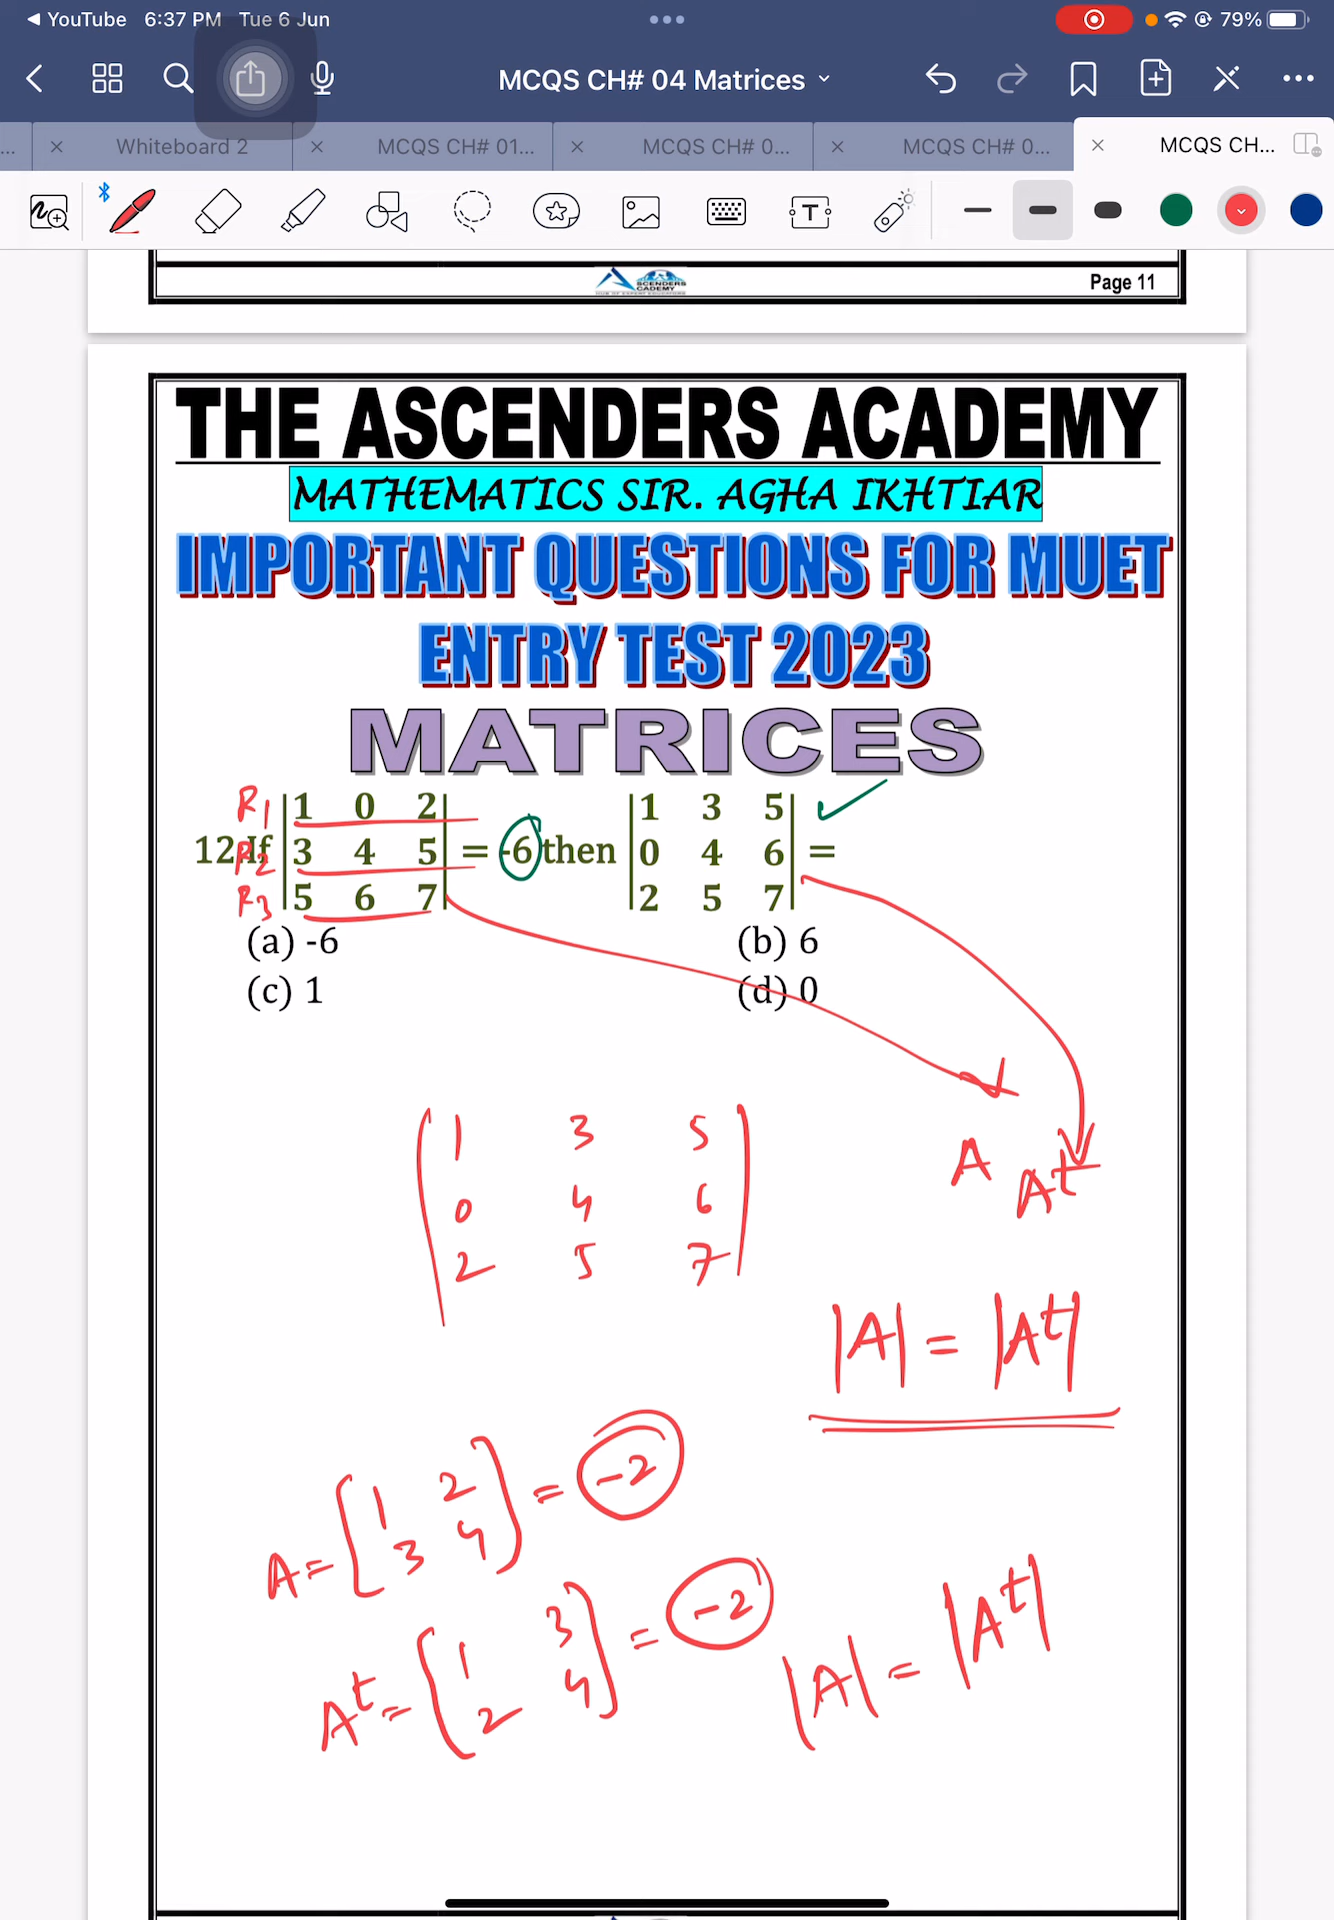 YouTube 6:37 PM Tue 6 Jun
79%
MCQS CH# 04 Matrices
... Whiteboard 2 MCQS CH# 01... MCQS CH# 0... MCQS CH# 0... MCQS CH...
T
ASCENDERS ACADEMY
Page 11
THE ASCENDERS ACADEMY
MATHEMATICS SIR. AGHA IKHTIAR
IMPORTANT QUESTIONS FOR MUET
ENTRY TEST 2023
MATRICES
R1 |1 0 2| |1 3 5|
12.If R2 |3 4 5| = -6 then |0 4 6| =
R3 |5 6 7| |2 5 7|
(a) -6 (b) 6
(c) 1 (d) 0
1 3 5
0 4 6
2 5 7
A At
|A| = |At|
A= [1 2 = -2
3 4]
At= [1 3 = -2
2 4]
|A| = |At|